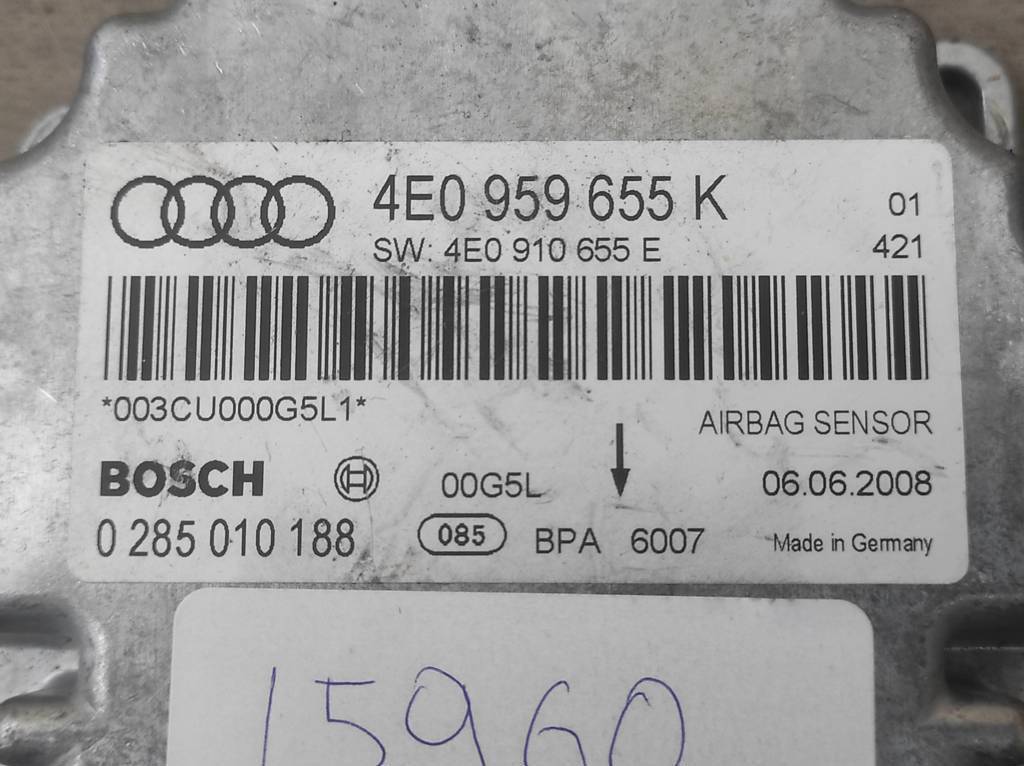 4E0 959 655 K 01
SW: 4E0 910 655 E 421
*003CU000G5L1*
AIRBAG SENSOR
BOSCH 00G5L 06.06.2008
0 285 010 188 085 BPA 6007 Made in Germany
15960